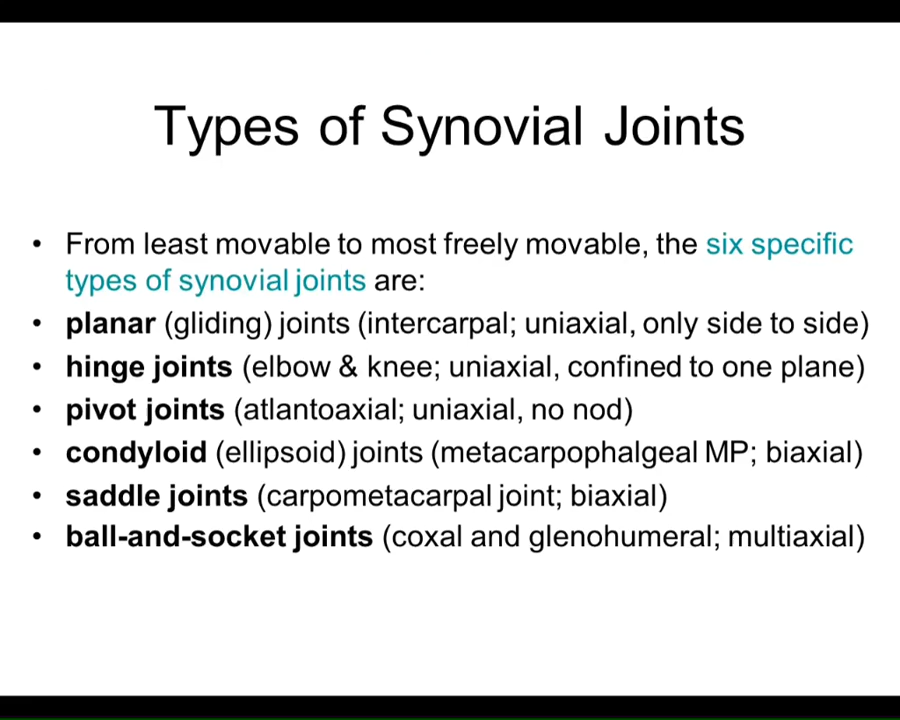 Types of Synovial Joints
• From least movable to most freely movable, the six specific
types of synovial joints are:
• planar (gliding) joints (intercarpal; uniaxial, only side to side)
• hinge joints (elbow & knee; uniaxial, confined to one plane)
• pivot joints (atlantoaxial; uniaxial, no nod)
• condyloid (ellipsoid) joints (metacarpophalgeal MP; biaxial)
• saddle joints (carpometacarpal joint; biaxial)
• ball-and-socket joints (coxal and glenohumeral; multiaxial)